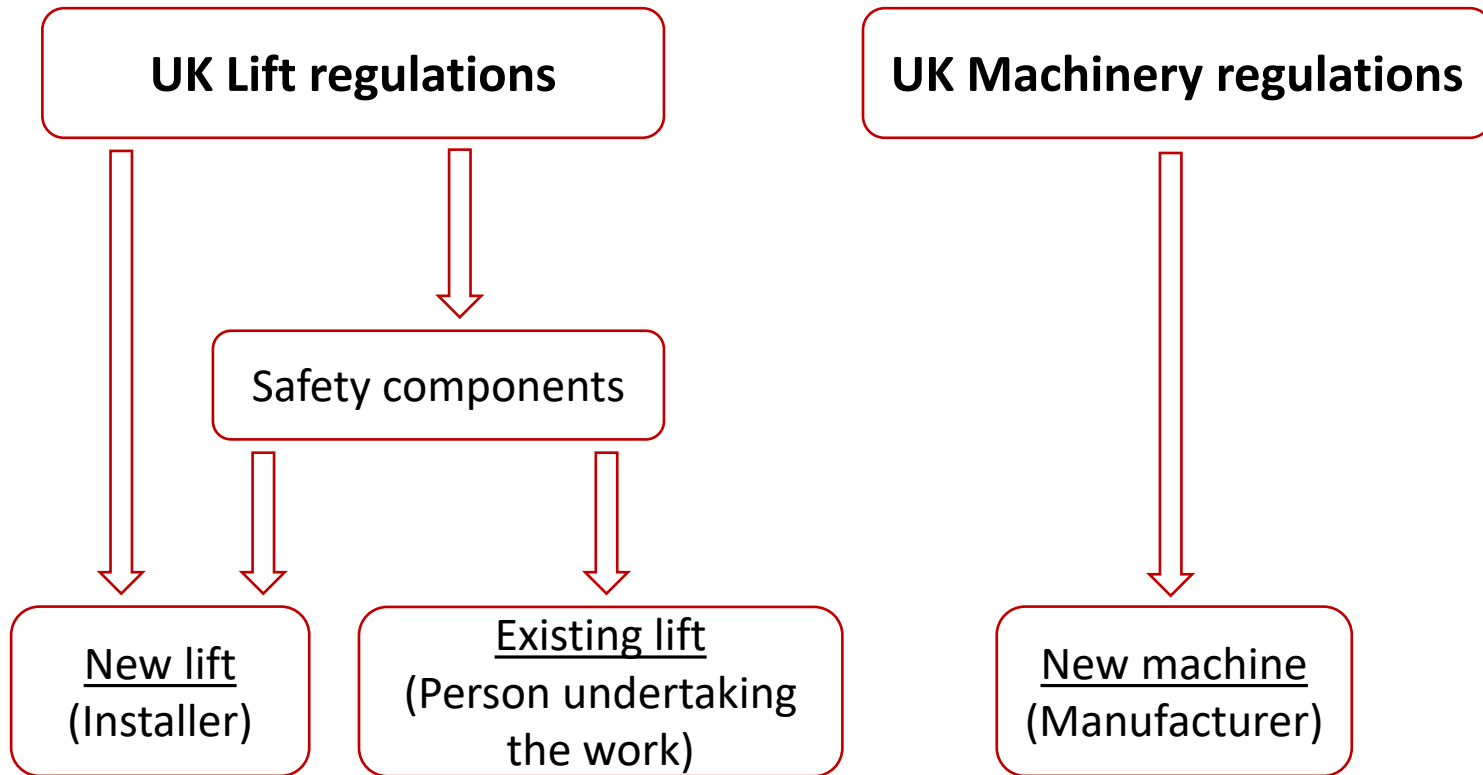 UK Lift regulations
UK Machinery regulations
Safety components
New lift
(Installer)
Existing lift
(Person undertaking
the work)
New machine
(Manufacturer)